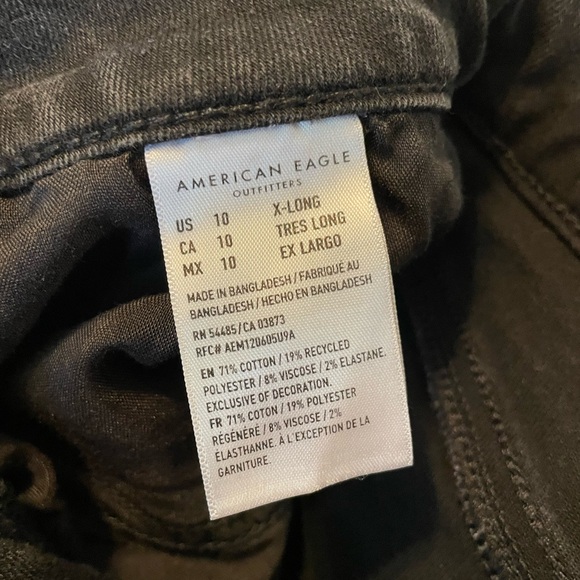 AMERICAN EAGLE
OUTFITTERS
US 10 X-LONG
CA 10 TRES LONG
MX 10 EX LARGO
MADE IN BANGLADESH / FABRIQUÉ AU
BANGLADESH / HECHO EN BANGLADESH
RN 54485 / CA 03873
RFC# AEM120605U9A
EN 71% COTTON / 19% RECYCLED
POLYESTER / 8% VISCOSE / 2% ELASTANE.
EXCLUSIVE OF DECORATION.
FR 71% COTON / 19% POLYESTER
RÉGÉNÉRÉ / 8% VISCOSE / 2%
ÉLASTHANNE. À L'EXCEPTION DE LA
GARNITURE.